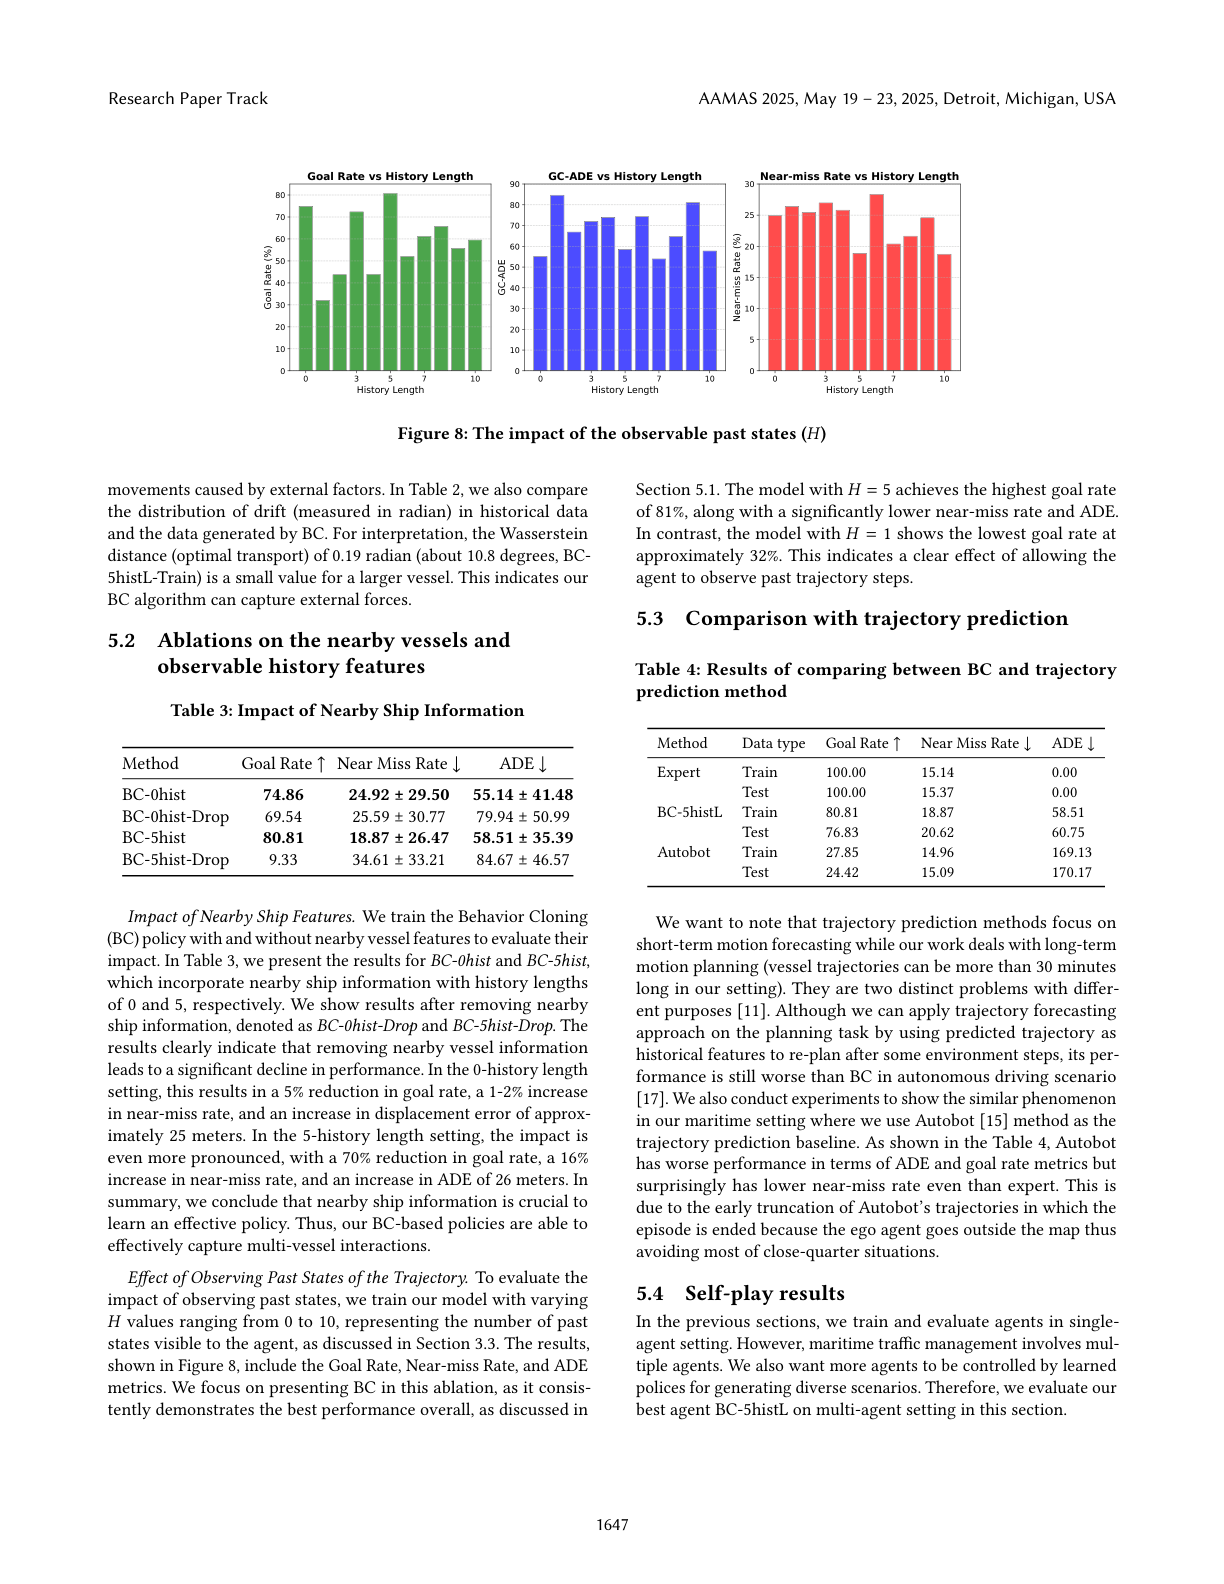 Research Paper Track
AAMAS 2025, May 19 – 23, 2025, Detroit, Michigan, USA
Goal Rate vs History Length
80
70
60
50
40
30
20
10
0
Goal Rate (%)
0 3 5 7 10
History Length
GC-ADE vs History Length
90
80
70
60
50
40
30
20
10
0
GC-ADE
0 3 5 7 10
History Length
Near-miss Rate vs History Length
30
25
20
15
10
5
0
Near-miss Rate (%)
0 3 5 7 10
History Length
Figure 8: The impact of the observable past states (H)
movements caused by external factors. In Table 2, we also compare
the distribution of drift (measured in radian) in historical data
and the data generated by BC. For interpretation, the Wasserstein
distance (optimal transport) of 0.19 radian (about 10.8 degrees, BC-
5histL-Train) is a small value for a larger vessel. This indicates our
BC algorithm can capture external forces.
5.2 Ablations on the nearby vessels and
observable history features
Table 3: Impact of Nearby Ship Information
Method Goal Rate ↑ Near Miss Rate ↓ ADE ↓
BC-0hist 74.86 24.92 ± 29.50 55.14 ± 41.48
BC-0hist-Drop 69.54 25.59 ± 30.77 79.94 ± 50.99
BC-5hist 80.81 18.87 ± 26.47 58.51 ± 35.39
BC-5hist-Drop 9.33 34.61 ± 33.21 84.67 ± 46.57
Impact of Nearby Ship Features. We train the Behavior Cloning
(BC) policy with and without nearby vessel features to evaluate their
impact. In Table 3, we present the results for BC-0hist and BC-5hist,
which incorporate nearby ship information with history lengths
of 0 and 5, respectively. We show results after removing nearby
ship information, denoted as BC-0hist-Drop and BC-5hist-Drop. The
results clearly indicate that removing nearby vessel information
leads to a significant decline in performance. In the 0-history length
setting, this results in a 5% reduction in goal rate, a 1-2% increase
in near-miss rate, and an increase in displacement error of approx-
imately 25 meters. In the 5-history length setting, the impact is
even more pronounced, with a 70% reduction in goal rate, a 16%
increase in near-miss rate, and an increase in ADE of 26 meters. In
summary, we conclude that nearby ship information is crucial to
learn an effective policy. Thus, our BC-based policies are able to
effectively capture multi-vessel interactions.
Effect of Observing Past States of the Trajectory. To evaluate the
impact of observing past states, we train our model with varying
H values ranging from 0 to 10, representing the number of past
states visible to the agent, as discussed in Section 3.3. The results,
shown in Figure 8, include the Goal Rate, Near-miss Rate, and ADE
metrics. We focus on presenting BC in this ablation, as it consis-
tently demonstrates the best performance overall, as discussed in
Section 5.1. The model with H = 5 achieves the highest goal rate
of 81%, along with a significantly lower near-miss rate and ADE.
In contrast, the model with H = 1 shows the lowest goal rate at
approximately 32%. This indicates a clear effect of allowing the
agent to observe past trajectory steps.
5.3 Comparison with trajectory prediction
Table 4: Results of comparing between BC and trajectory
prediction method
Method Data type Goal Rate ↑ Near Miss Rate ↓ ADE ↓
Expert Train 100.00 15.14 0.00
Test 100.00 15.37 0.00
BC-5histL Train 80.81 18.87 58.51
Test 76.83 20.62 60.75
Autobot Train 27.85 14.96 169.13
Test 24.42 15.09 170.17
We want to note that trajectory prediction methods focus on
short-term motion forecasting while our work deals with long-term
motion planning (vessel trajectories can be more than 30 minutes
long in our setting). They are two distinct problems with differ-
ent purposes [11]. Although we can apply trajectory forecasting
approach on the planning task by using predicted trajectory as
historical features to re-plan after some environment steps, its per-
formance is still worse than BC in autonomous driving scenario
[17]. We also conduct experiments to show the similar phenomenon
in our maritime setting where we use Autobot [15] method as the
trajectory prediction baseline. As shown in the Table 4, Autobot
has worse performance in terms of ADE and goal rate metrics but
surprisingly has lower near-miss rate even than expert. This is
due to the early truncation of Autobot's trajectories in which the
episode is ended because the ego agent goes outside the map thus
avoiding most of close-quarter situations.
5.4 Self-play results
In the previous sections, we train and evaluate agents in single-
agent setting. However, maritime traffic management involves mul-
tiple agents. We also want more agents to be controlled by learned
polices for generating diverse scenarios. Therefore, we evaluate our
best agent BC-5histL on multi-agent setting in this section.
1647